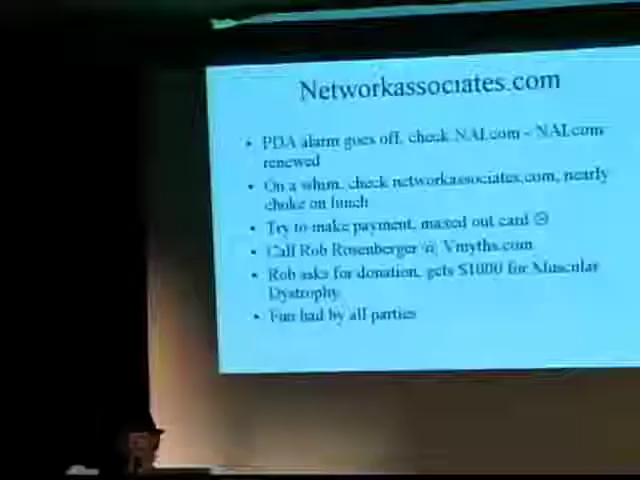 Networkassociates.com
• PDA alarm goes off, check NAI.com - NAI.com
renewed
• On a whim, check networkassociates.com, nearly
choke on lunch
• Try to make payment, maxed out card ☹
• Call Rob Rosenberger @ Vmyths.com
• Rob asks for donation, gets $1000 for Muscular
Dystrophy
• Fun had by all parties